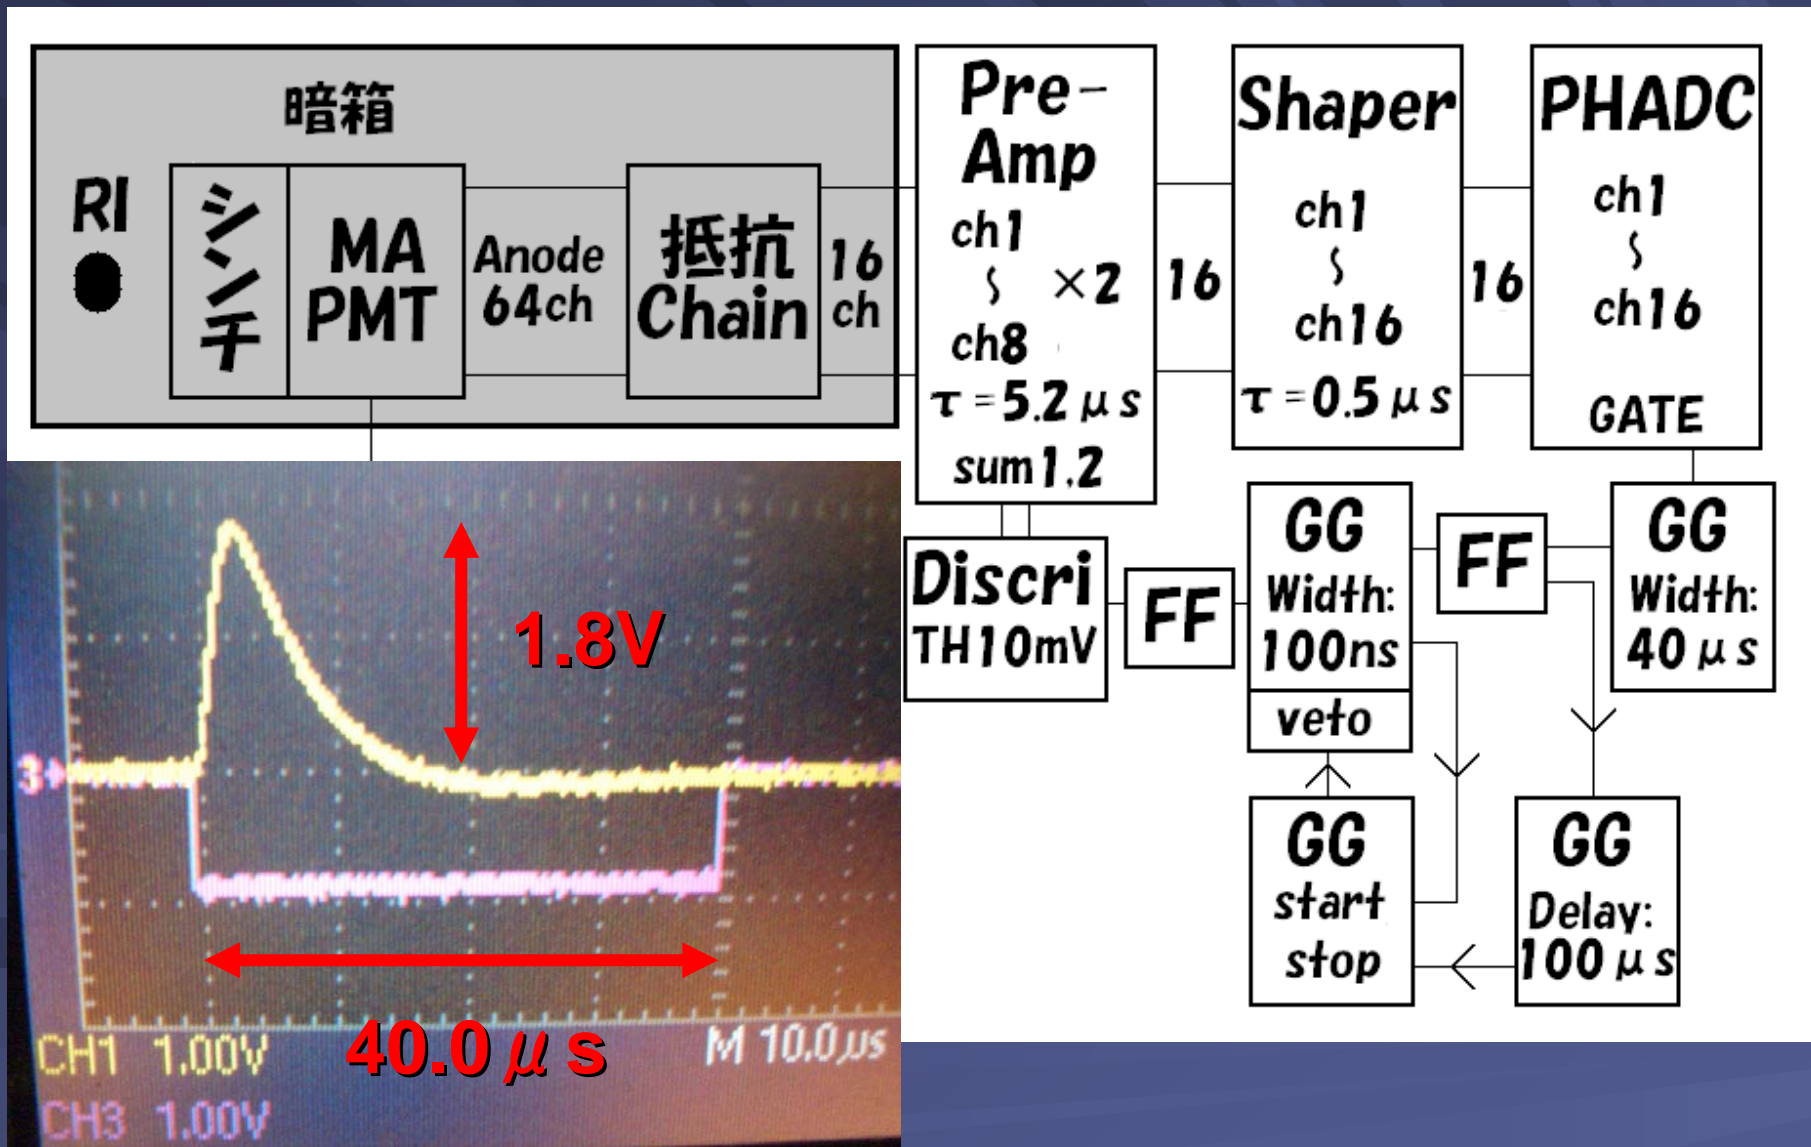 暗箱
RI
シンチ
MA
PMT
Anode
64ch
抵抗
Chain
16
ch
Pre-
Amp
ch1
～
ch8
×2
τ=5.2μs
sum1,2
16
Shaper
ch1
～
ch16
τ=0.5μs
16
PHADC
ch1
～
ch16
GATE
Discri
TH10mV
FF
GG
Width:
100ns
veto
FF
GG
Width:
40μs
GG
start
stop
GG
Delay:
100μs
1.8V
3
40.0μs
CH1 1.00V
M 10.0μs
CH3 1.00V